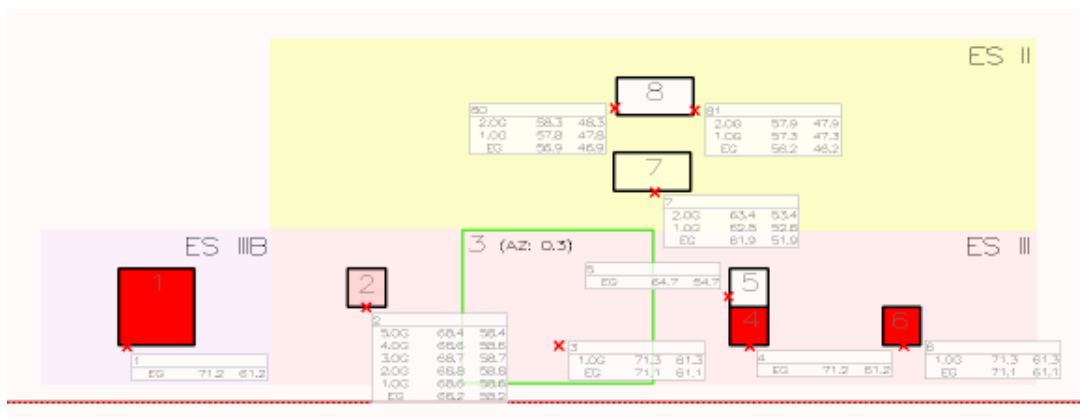 ES II
8
80
2.OG 58.3 48.3
1.OG 57.8 47.8
EG 56.9 46.9
81
2.OG 57.9 47.9
1.OG 57.3 47.3
EG 56.2 46.2
7
7
2.OG 63.4 53.4
1.OG 62.8 52.8
EG 61.9 51.9
ES IIIB
3 (AZ: 0.3)
ES III
1
2
5
EG 64.7 54.7
5
4
6
1
EG 71.2 61.2
2
5.OG 68.4 58.4
4.OG 68.6 58.6
3.OG 68.7 58.7
2.OG 68.8 58.8
1.OG 68.6 58.6
EG 68.2 58.2
3
1.OG 71.3 61.3
EG 71.1 61.1
4
EG 71.2 61.2
6
1.OG 71.3 61.3
EG 71.1 61.1